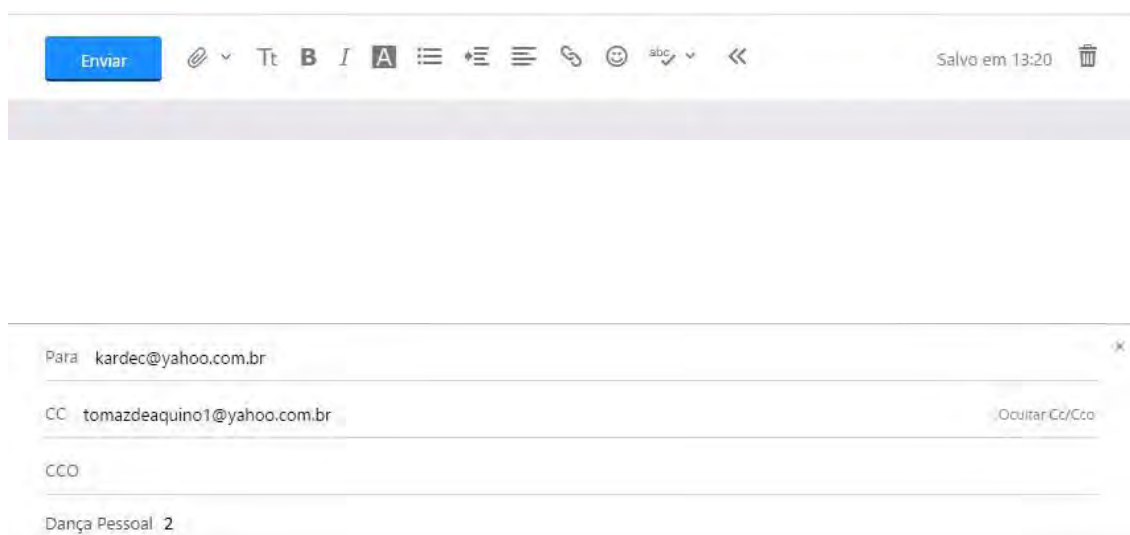 Enviar Tt B I A abc Salvo em 13:20
Para kardec@yahoo.com.br
CC tomazdeaquino1@yahoo.com.br Ocultar Cc/Cco
CCO
Dança Pessoal 2